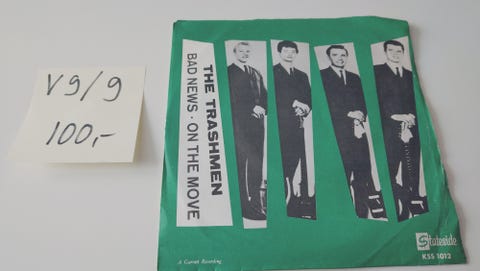 V9/9
100,-
THE TRASHMEN
BAD NEWS · ON THE MOVE
A Garrett Recording
Stateside
KSS 1012